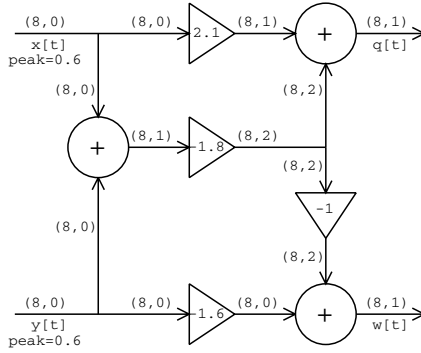 (8,0) (8,0) (8,1) (8,1)
2.1 +
x[t] q[t]
peak=0.6
(8,0) (8,2)
(8,1) (8,2)
+ -1.8
(8,2)
-1
(8,0)
(8,2)
(8,0) (8,0) (8,0) (8,1)
-1.6 +
y[t] w[t]
peak=0.6